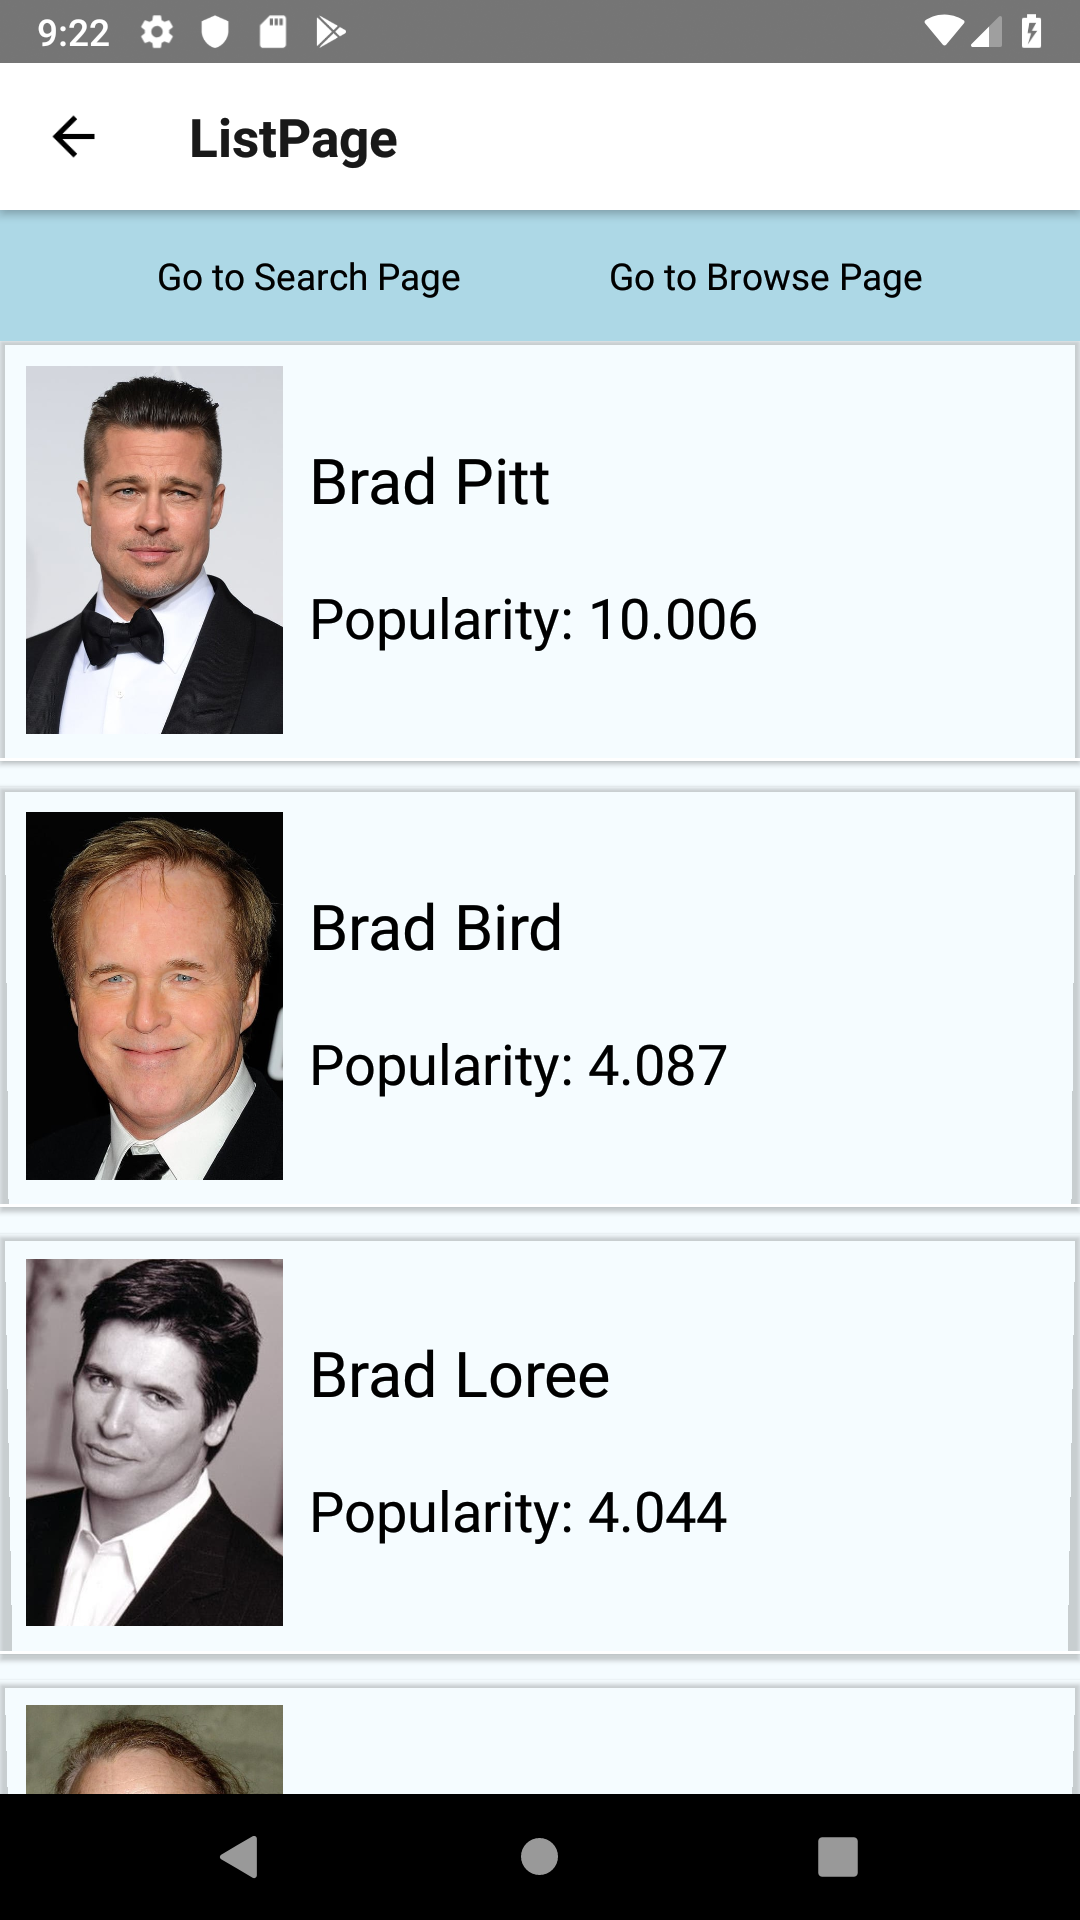 9:22
ListPage
Go to Search Page
Go to Browse Page
Brad Pitt
Popularity: 10.006
Brad Bird
Popularity: 4.087
Brad Loree
Popularity: 4.044